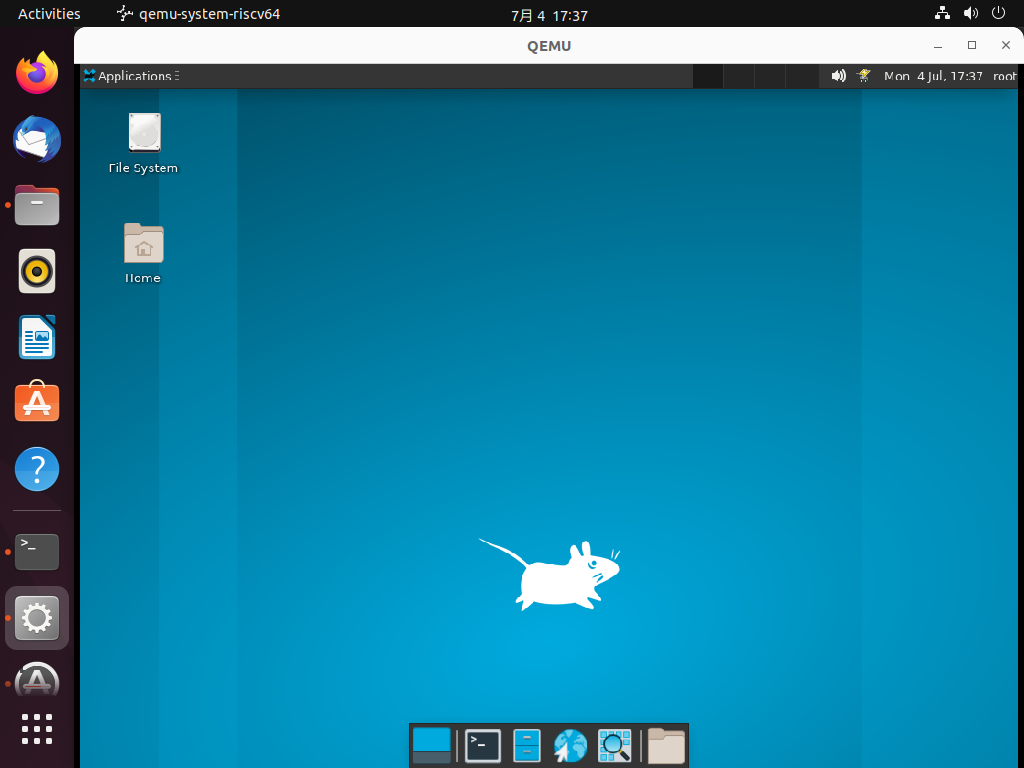 Activities
qemu-system-riscv64
7月 4 17:37
QEMU
Applications
Mon 4 Jul, 17:37
root
File System
Home